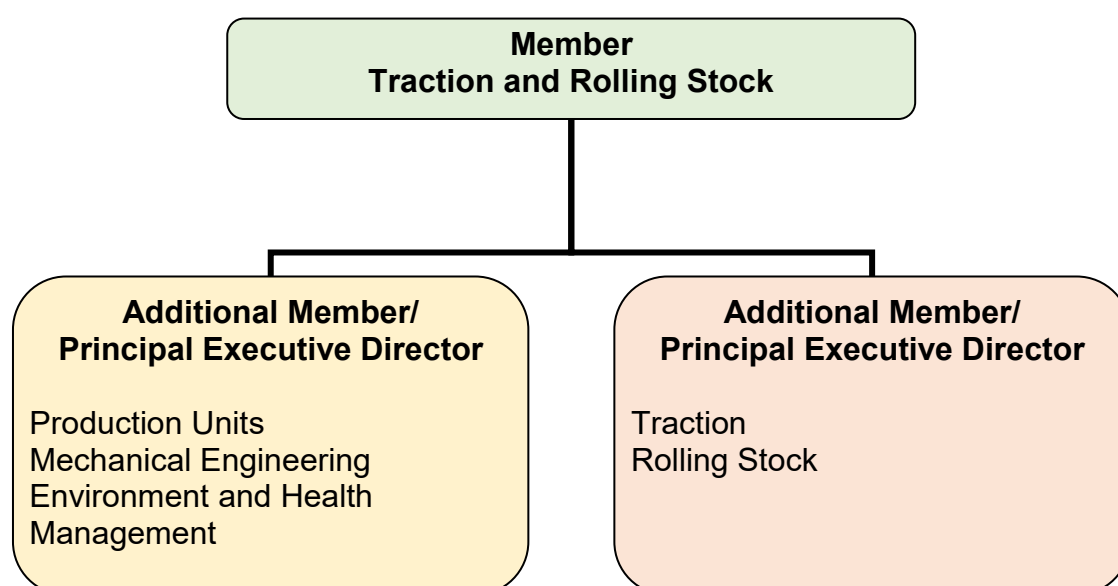 Member
Traction and Rolling Stock
Additional Member/
Principal Executive Director
Production Units
Mechanical Engineering
Environment and Health
Management
Additional Member/
Principal Executive Director
Traction
Rolling Stock